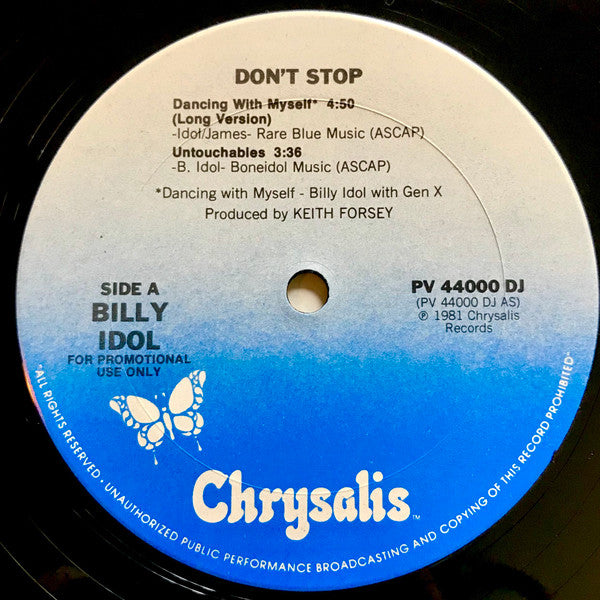 DON'T STOP
Dancing With Myself* 4:50
(Long Version)
-Idol/James- Rare Blue Music (ASCAP)
Untouchables 3:36
-B. Idol- Boneidol Music (ASCAP)
*Dancing with Myself - Billy Idol with Gen X
Produced by KEITH FORSEY
SIDE A
BILLY
IDOL
FOR PROMOTIONAL
USE ONLY
PV 44000 DJ
(PV 44000 DJ AS)
℗ 1981 Chrysalis
Records
Chrysalis™
ALL RIGHTS RESERVED · UNAUTHORIZED PUBLIC PERFORMANCE BROADCASTING AND COPYING OF THIS RECORD PROHIBITED